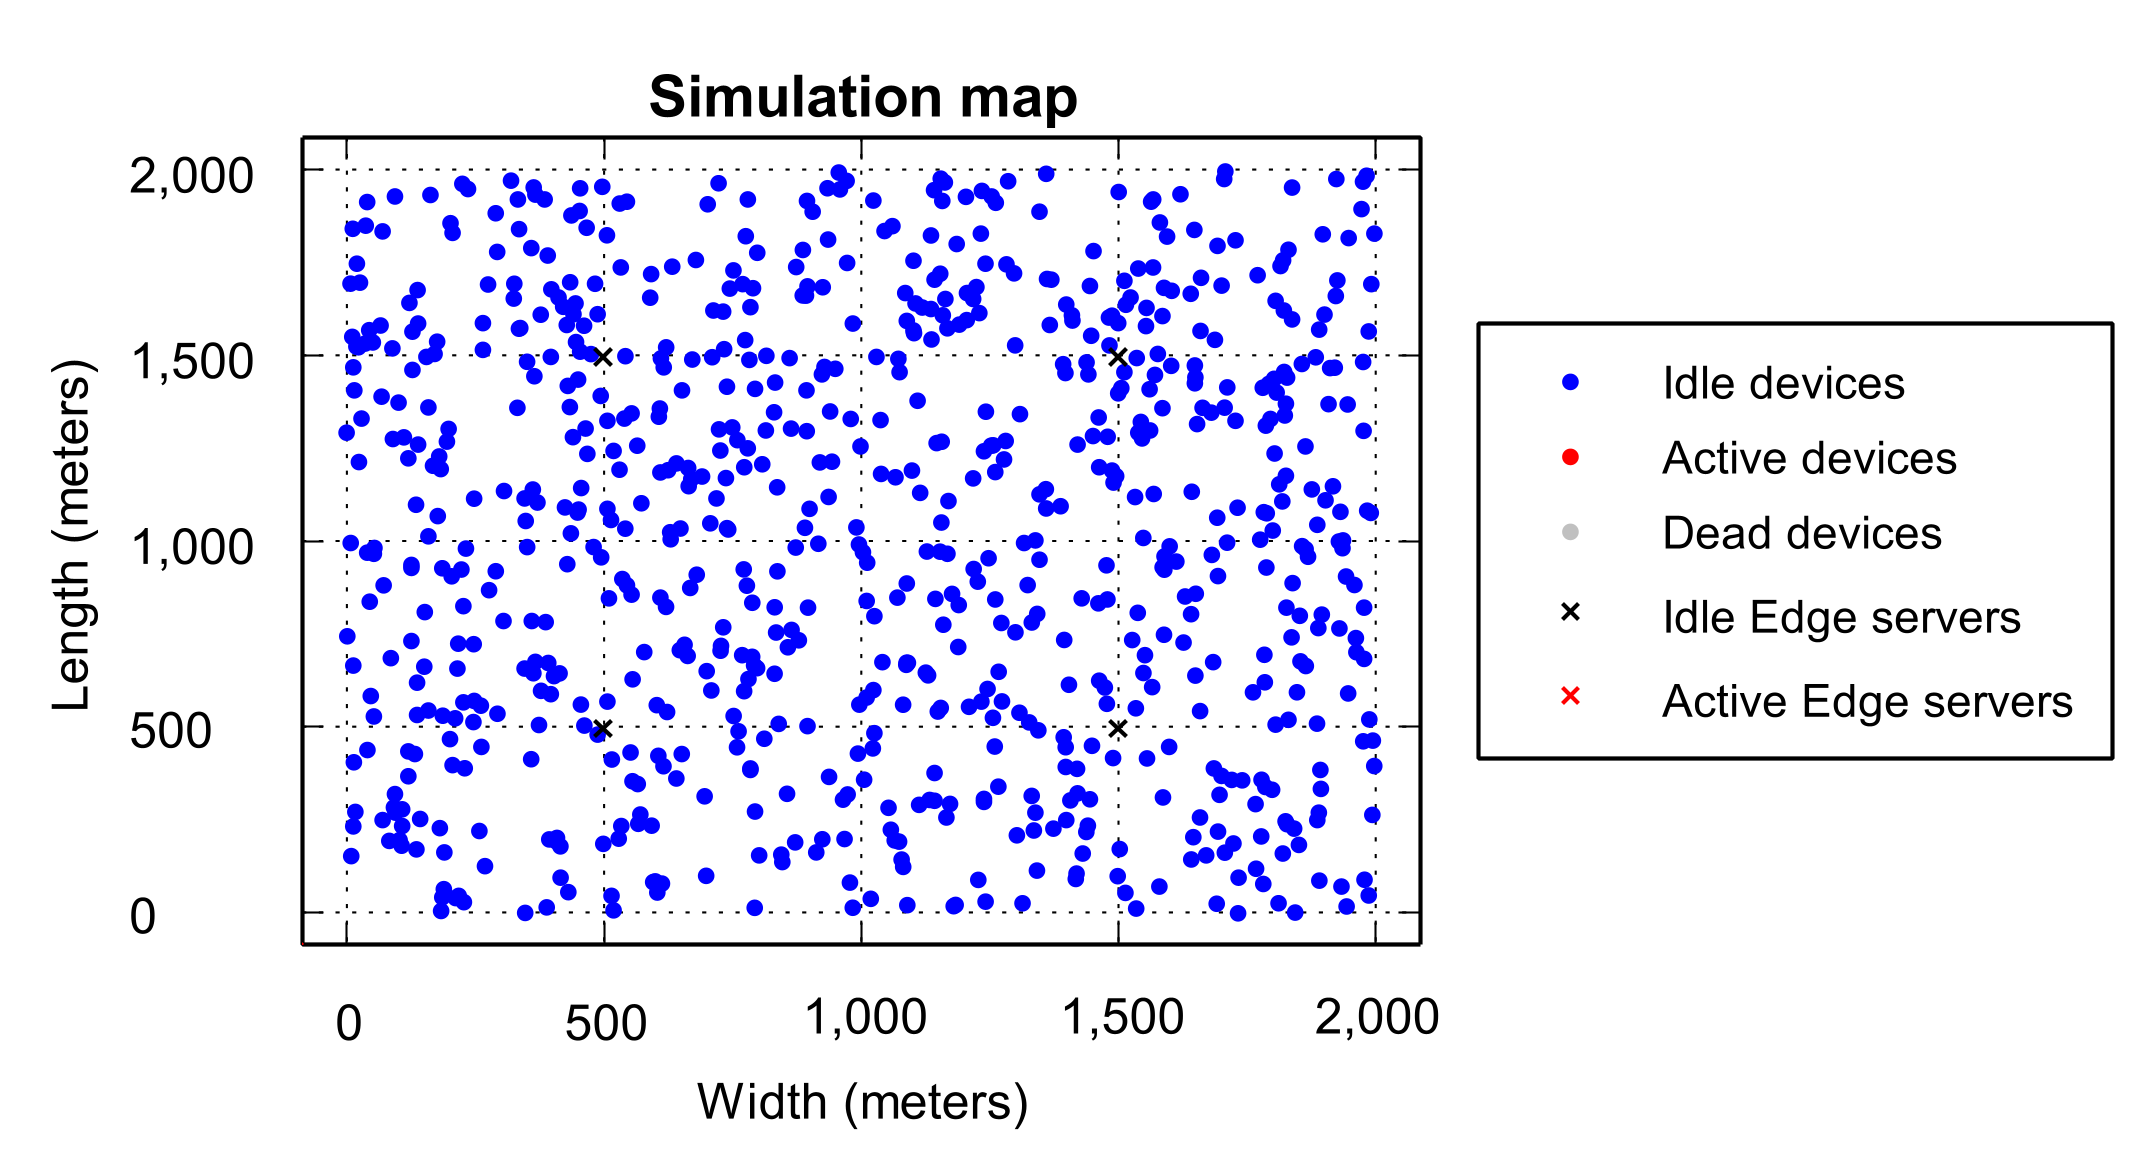 Simulation map
2,000
1,500
1,000
500
0
Length (meters)
0 500 1,000 1,500 2,000
Width (meters)
Idle devices
Active devices
Dead devices
Idle Edge servers
Active Edge servers